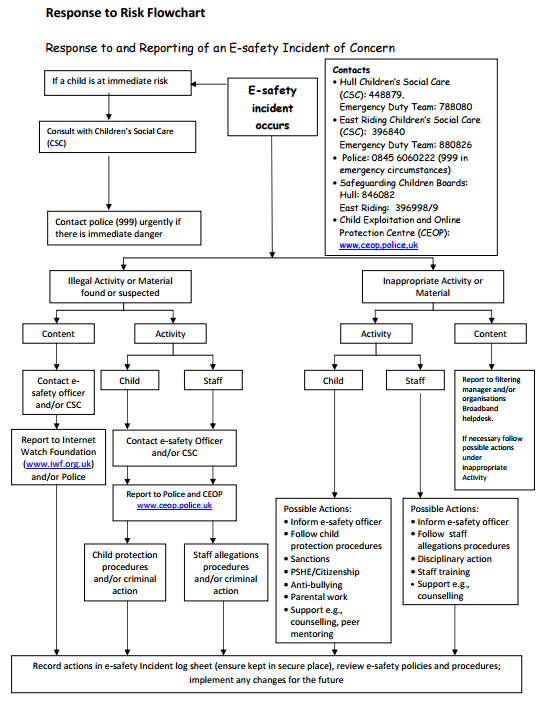 Response to Risk Flowchart
Response to and Reporting of an E-safety Incident of Concern
If a child is at immediate risk
E-safety
incident
occurs
Contacts
• Hull Children's Social Care
(CSC): 448879.
Emergency Duty Team: 788080
• East Riding Children's Social Care
(CSC): 396840
Emergency Duty Team: 880826
• Police: 0845 6060222 (999 in
emergency circumstances)
• Safeguarding Children Boards:
Hull: 846082
East Riding: 396998/9
• Child Exploitation and Online
Protection Centre (CEOP):
www.ceop.police.uk
Consult with Children's Social Care
(CSC)
Contact police (999) urgently if
there is immediate danger
Illegal Activity or Material
found or suspected
Inappropriate Activity or
Material
Content
Activity
Activity
Content
Contact e-
safety officer
and/or CSC
Child
Staff
Child
Staff
Report to filtering
manager and/or
organisations
Broadband
helpdesk.
If necessary follow
possible actions
under
inappropriate
Activity
Report to Internet
Watch Foundation
(www.iwf.org.uk)
and/or Police
Contact e-safety Officer
and/or CSC
Report to Police and CEOP
www.ceop.police.uk
Child protection
procedures
and/or criminal
action
Staff allegations
procedures
and/or criminal
action
Possible Actions:
• Inform e-safety officer
• Follow child
protection procedures
• Sanctions
• PSHE/Citizenship
• Anti-bullying
• Parental work
• Support e.g.,
counselling, peer
mentoring
Possible Actions:
• Inform e-safety officer
• Follow staff
allegations procedures
• Disciplinary action
• Staff training
• Support e.g.,
counselling
Record actions in e-safety Incident log sheet (ensure kept in secure place), review e-safety policies and procedures;
implement any changes for the future